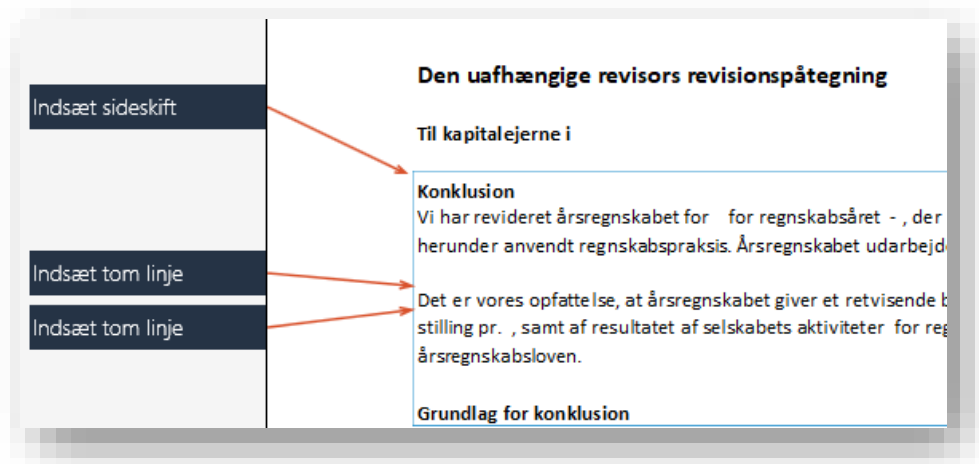 Den uafhængige revisors revisionspåtegning
Indsæt sideskift
Til kapitalejerne i
Konklusion
Vi har revideret årsregnskabet for for regnskabsåret - , der
herunder anvendt regnskabspraksis. Årsregnskabet
Indsæt tom linje
Det er vores opfattelse, at årsregnskabet giver et retvisende
Indsæt tom linje
stilling pr. , samt af resultatet af selskabets aktiviteter for
årsregnskabsloven.
Grundlag for konklusion